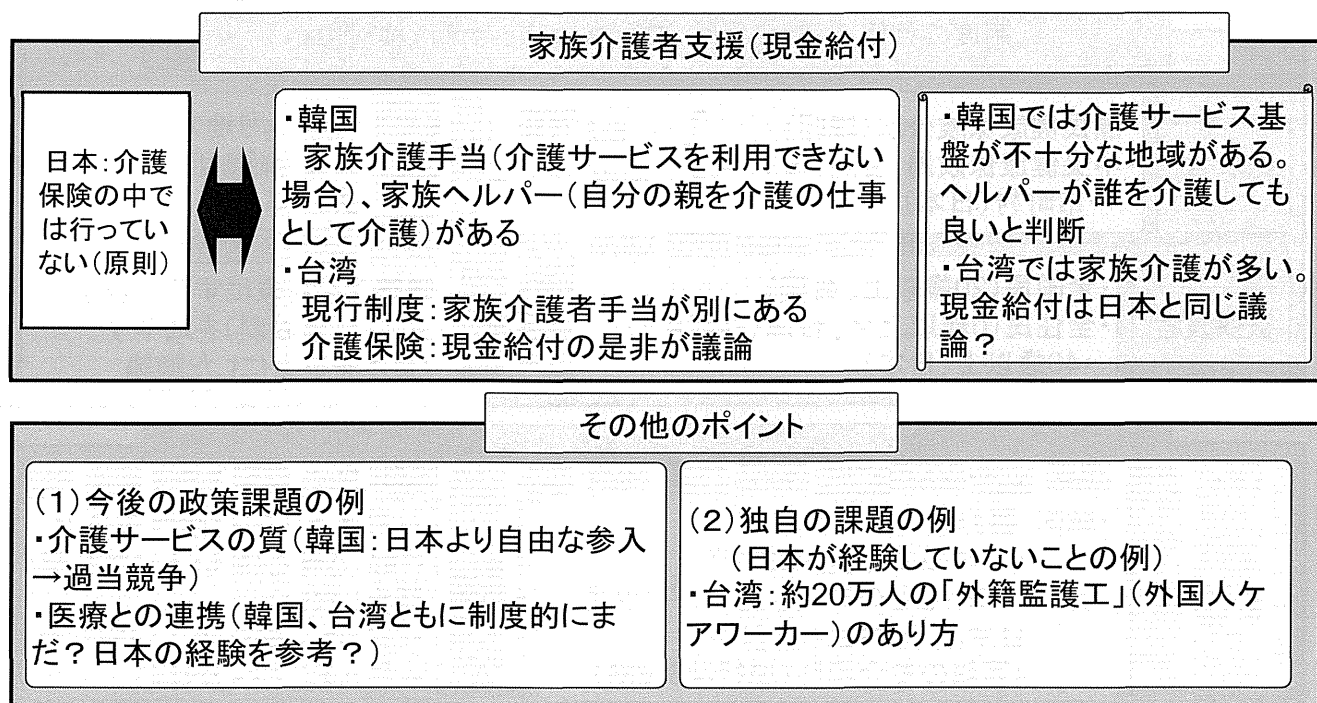 家族介護者支援（現金給付）
日本：介護
保険の中で
は行ってい
ない（原則）
・韓国
家族介護手当（介護サービスを利用できない
場合）、家族ヘルパー（自分の親を介護の仕事
として介護）がある
・台湾
現行制度：家族介護者手当が別にある
介護保険：現金給付の是非が議論
・韓国では介護サービス基
盤が不十分な地域がある。
ヘルパーが誰を介護しても
良いと判断
・台湾では家族介護が多い。
現金給付は日本と同じ議
論？
その他のポイント
（１）今後の政策課題の例
・介護サービスの質（韓国：日本より自由な参入
→過当競争）
・医療との連携（韓国、台湾ともに制度的にま
だ？日本の経験を参考？）
（２）独自の課題の例
（日本が経験していないことの例）
・台湾：約20万人の「外籍監護工」（外国人ケ
アワーカー）のあり方